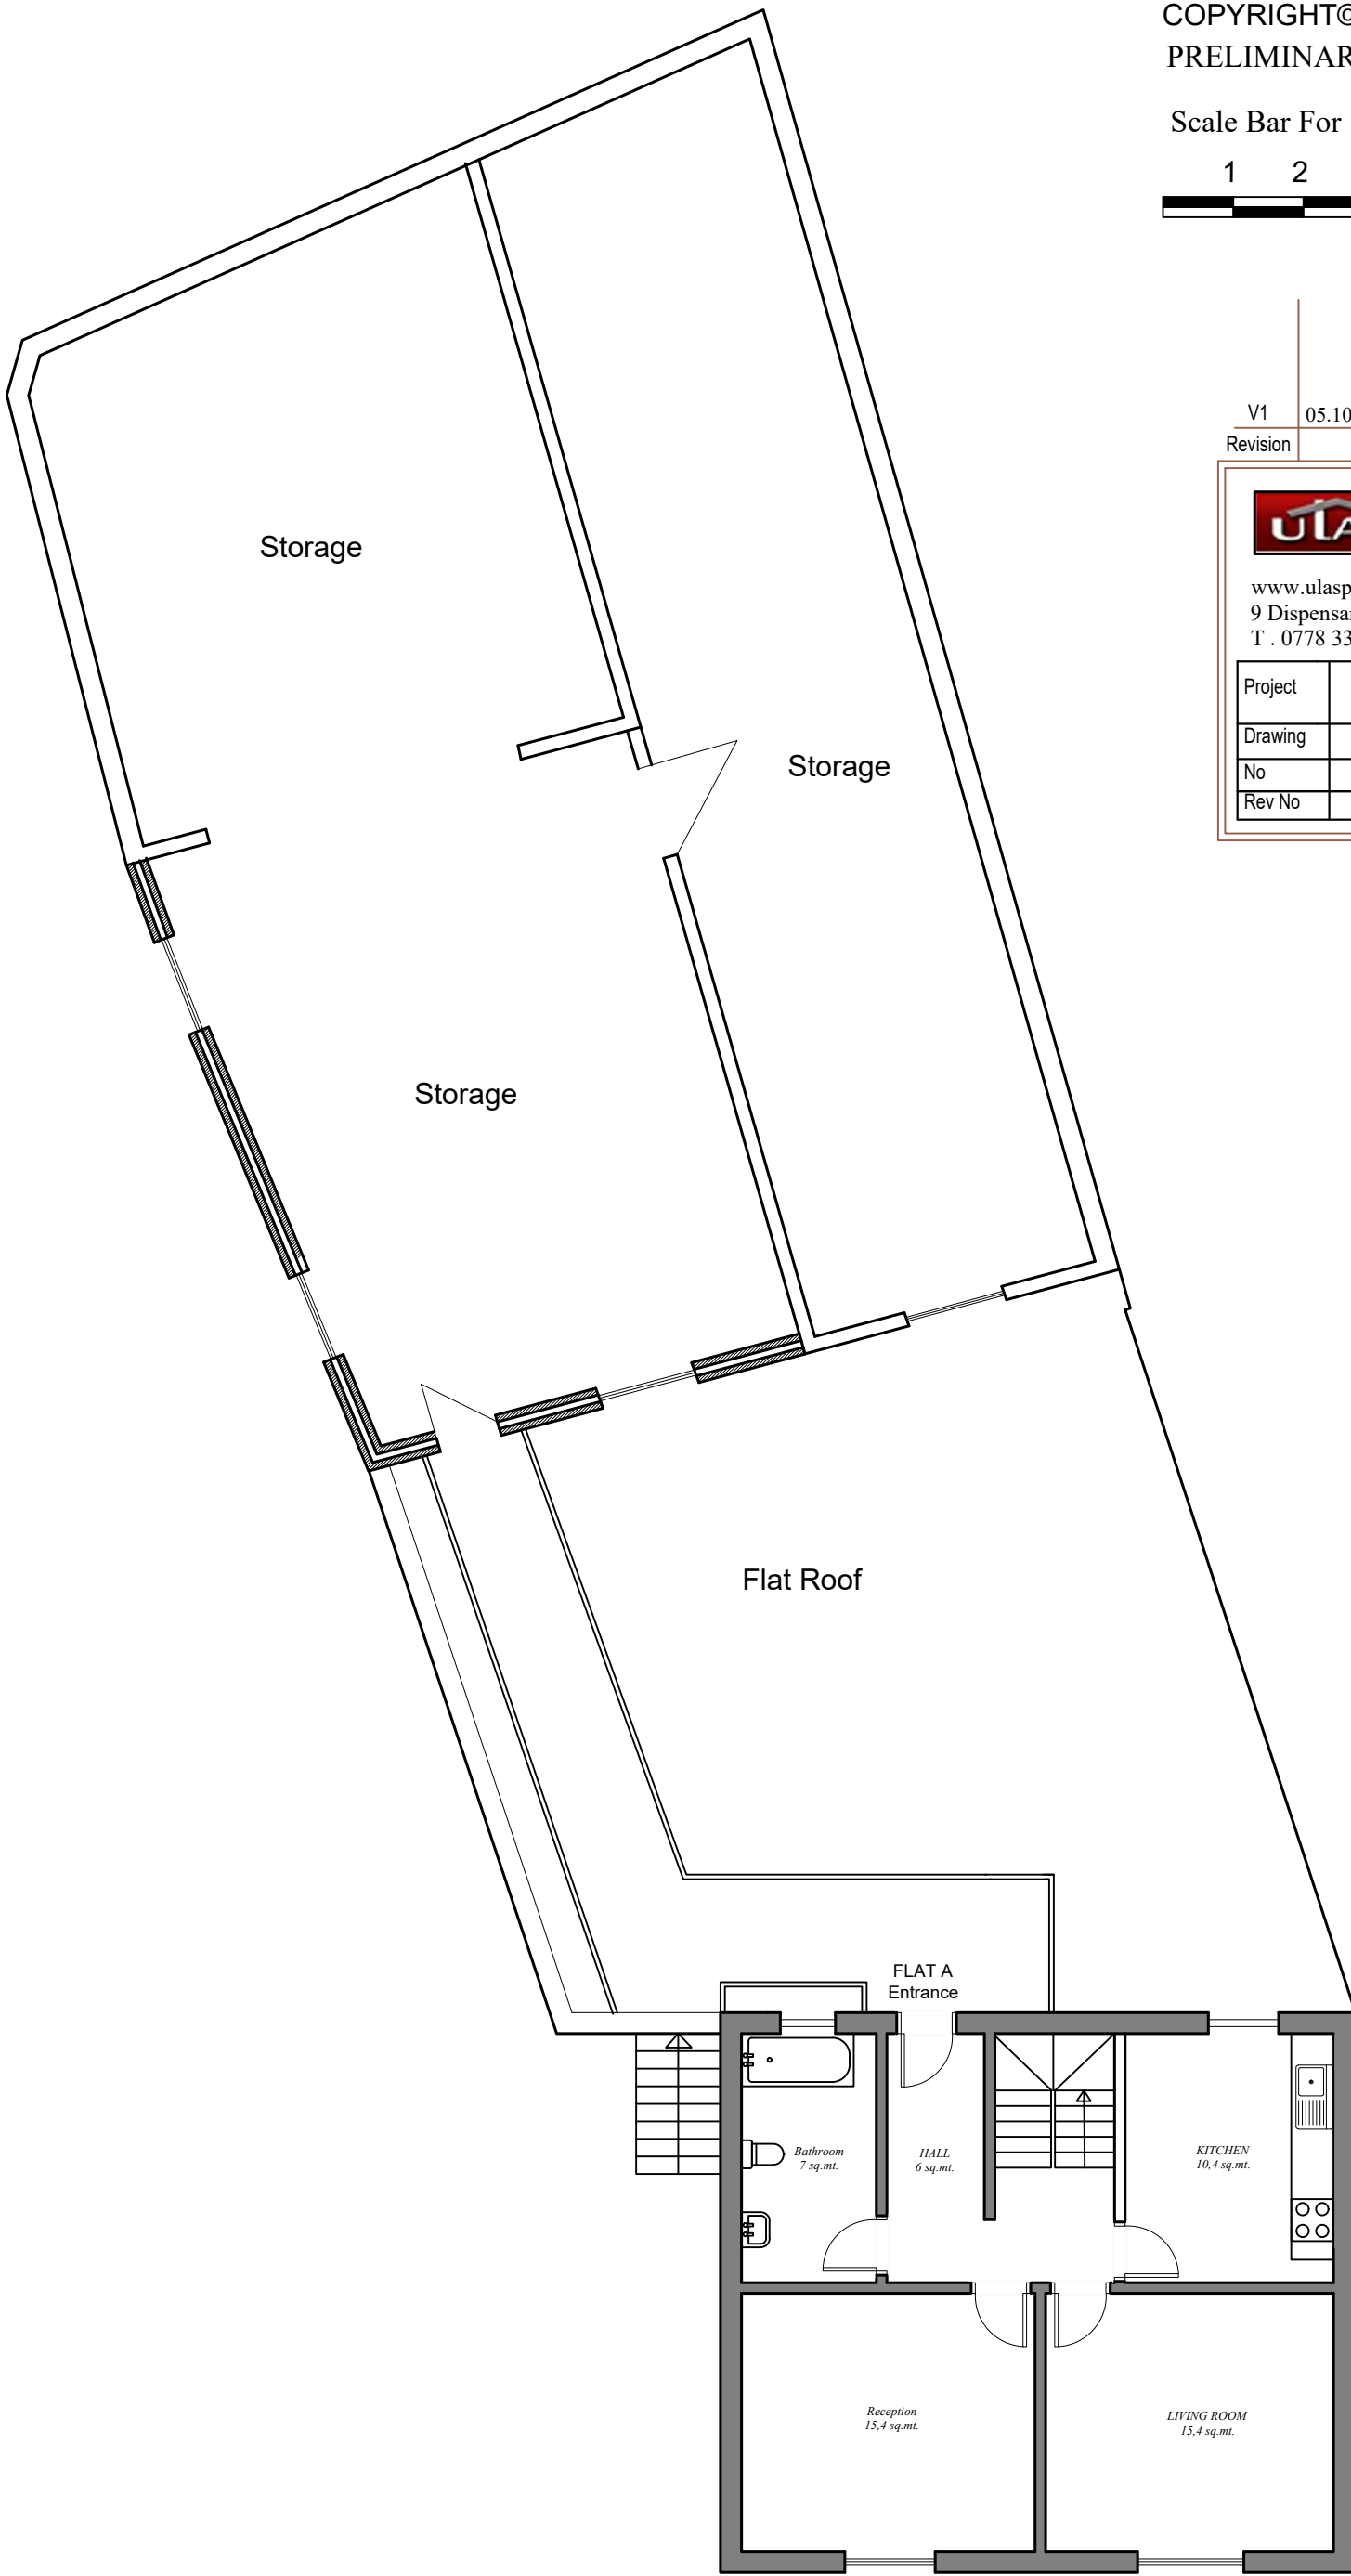 COPYRIGHT©
PRELIMINAR
Scale Bar For
1 2
V1 05.10
Revision
www.ulasp
9 Dispensa
T . 0778 33
Project
Drawing
No
Rev No
Storage
Storage
Storage
Flat Roof
FLAT A
Entrance
Bathroom
7 sq.mt.
HALL
6 sq.mt.
KITCHEN
10,4 sq.mt.
Reception
15,4 sq.mt.
LIVING ROOM
15,4 sq.mt.